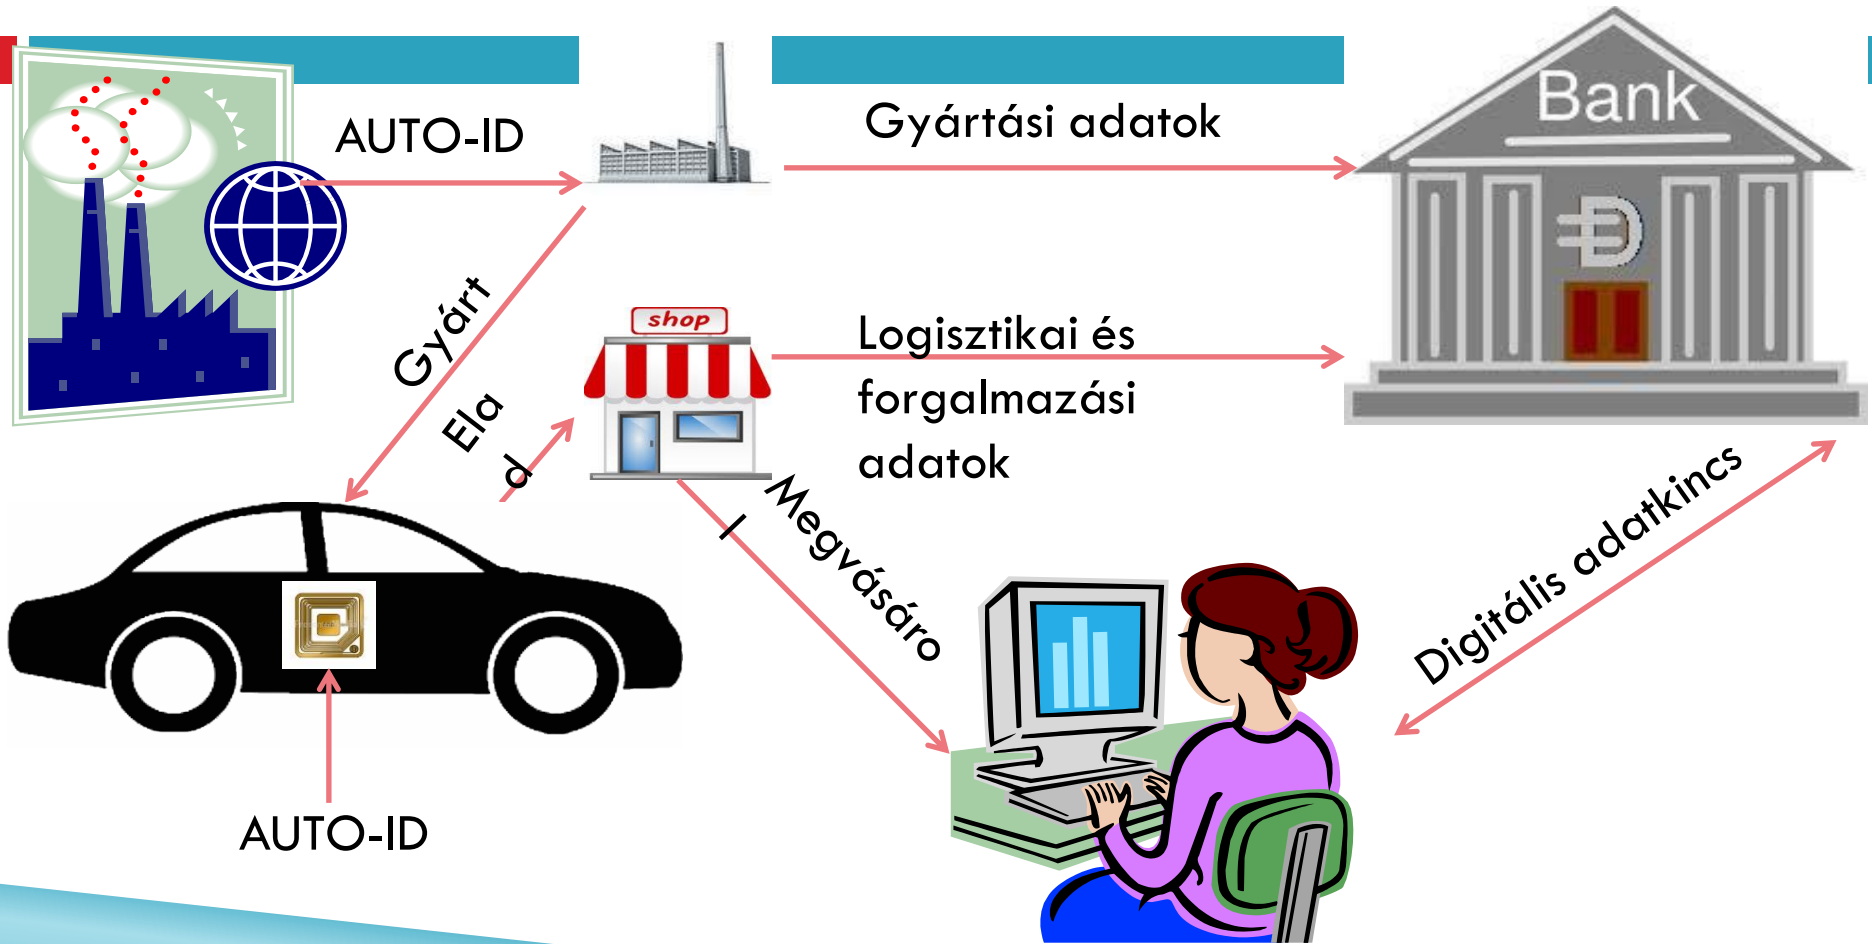 AUTO-ID
Gyártási adatok
Bank
Gyárt
shop
Logisztikai és
forgalmazási
adatok
Ela
d
Megvásáro
l
Digitális adatkincs
AUTO-ID